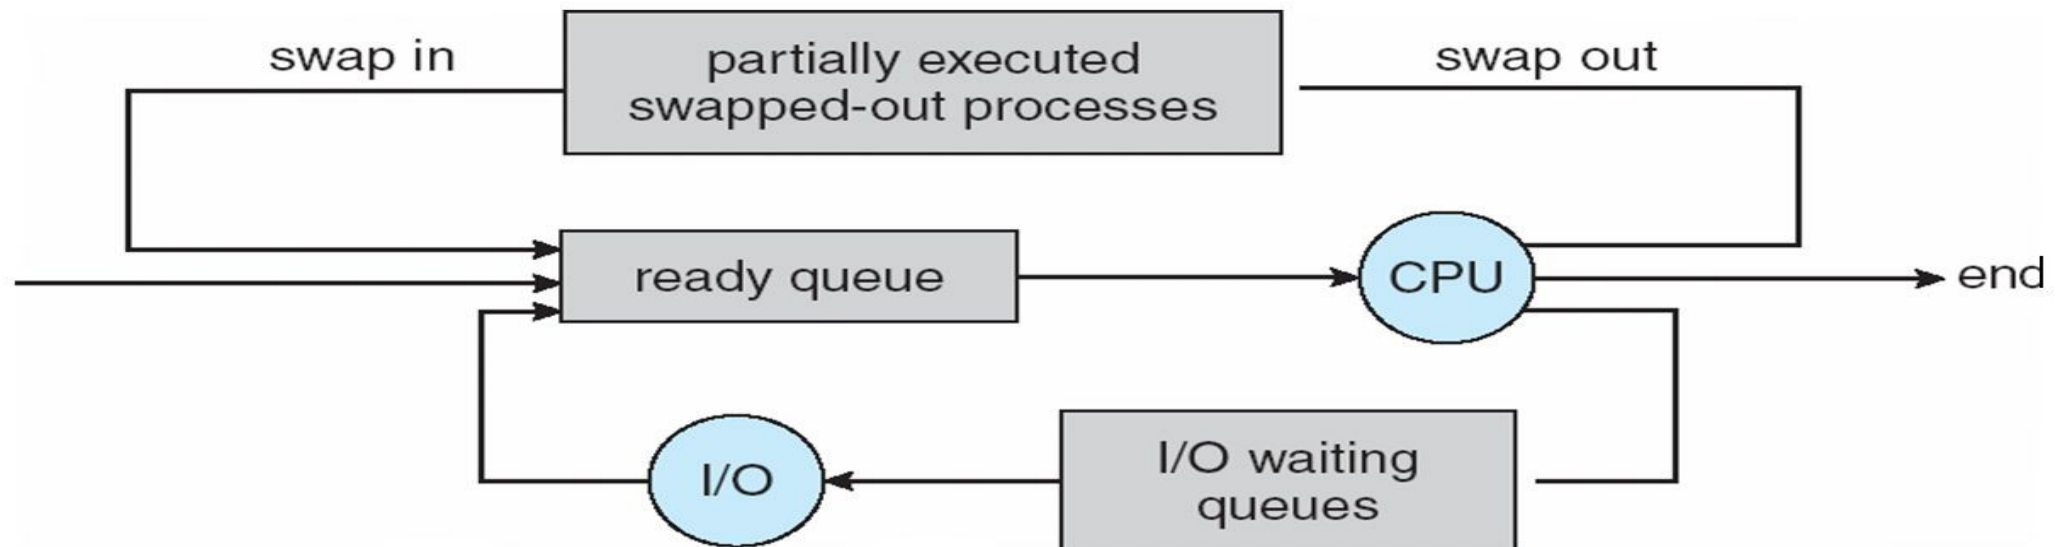 swap in
partially executed
swapped-out processes
swap out
ready queue
CPU
end
I/O
I/O waiting
queues